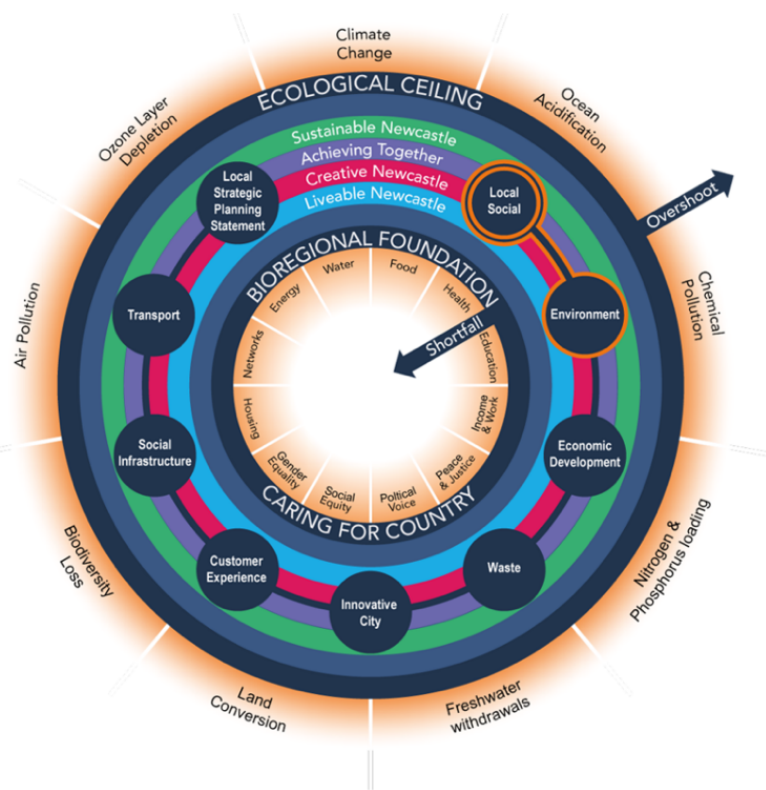 Climate
Change
Ocean
Acidification
Ozone Layer
Depletion
ECOLOGICAL CEILING
Sustainable Newcastle
Achieving Together
Creative Newcastle
Liveable Newcastle
Local
Strategic
Planning
Statement
Local
Social
Overshoot
BIOREGIONAL FOUNDATION
Water
Food
Energy
Health
Shortfall
Transport
Environment
Air Pollution
Chemical
Pollution
Networks
Education
Housing
Income
& Work
Gender
Equality
Social
Equity
Poltical
Voice
Peace
& Justice
CARING FOR COUNTRY
Social
Infrastructure
Economic
Development
Customer
Experience
Waste
Innovative
City
Biodiversity
Loss
Nitrogen &
Phosphorus loading
Land
Conversion
Freshwater
withdrawals